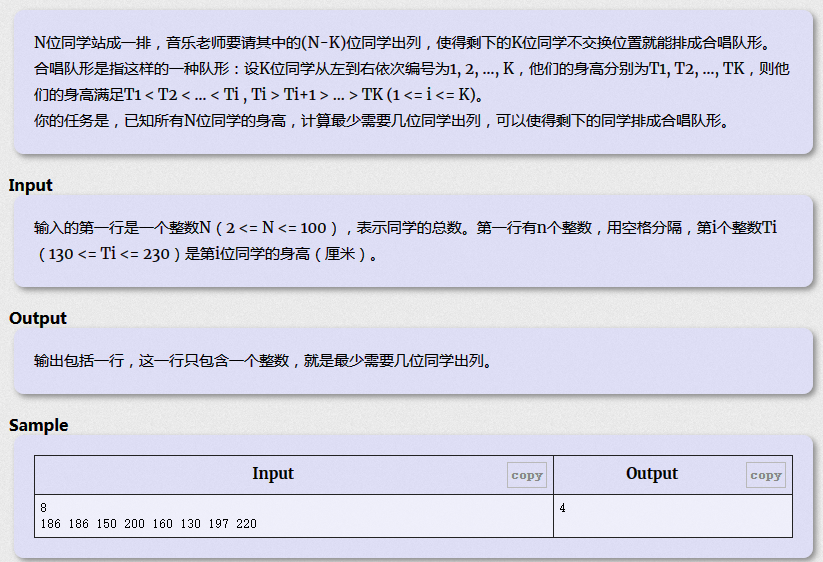 N位同学站成一排，音乐老师要请其中的(N-K)位同学出列，使得剩下的K位同学不交换位置就能排成合唱队形。
合唱队形是指这样的一种队形：设K位同学从左到右依次编号为1, 2, ..., K，他们的身高分别为T1, T2, ..., TK，则他
们的身高满足T1 < T2 < ... < Ti , Ti > Ti+1 > ... > TK (1 <= i <= K)。
你的任务是，已知所有N位同学的身高，计算最少需要几位同学出列，可以使得剩下的同学排成合唱队形。
Input
输入的第一行是一个整数N（2 <= N <= 100），表示同学的总数。第一行有n个整数，用空格分隔，第i个整数Ti
（130 <= Ti <= 230）是第i位同学的身高（厘米）。
Output
输出包括一行，这一行只包含一个整数，就是最少需要几位同学出列。
Sample
Input copy Output copy
8 4
186 186 150 200 160 130 197 220